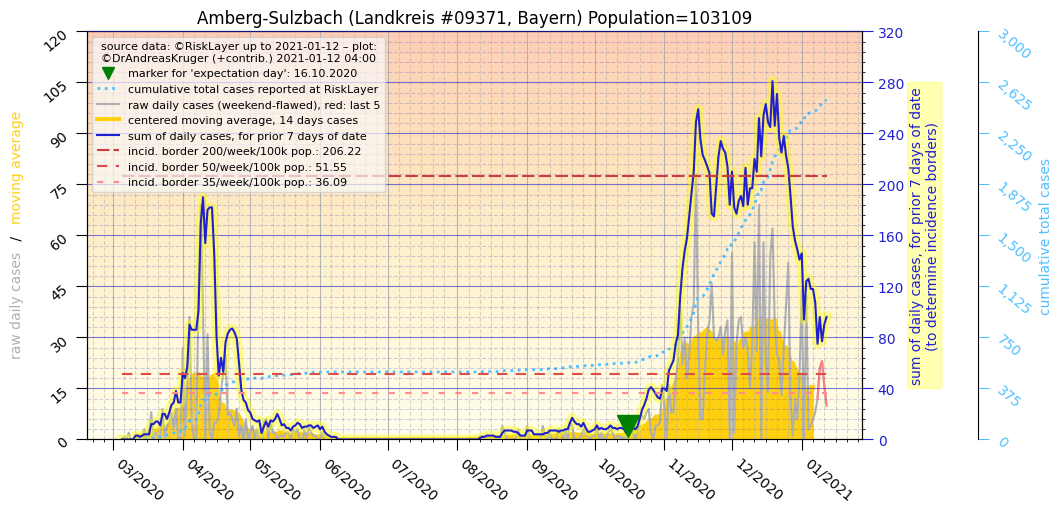 Amberg-Sulzbach (Landkreis #09371, Bayern) Population=103109
source data: ©RiskLayer up to 2021-01-12 – plot:
©DrAndreasKruger (+contrib.) 2021-01-12 04:00
marker for 'expectation day': 16.10.2020
cumulative total cases reported at RiskLayer
raw daily cases (weekend-flawed), red: last 5
centered moving average, 14 days cases
sum of daily cases, for prior 7 days of date
incid. border 200/week/100k pop.: 206.22
incid. border 50/week/100k pop.: 51.55
incid. border 35/week/100k pop.: 36.09
raw daily cases / moving average
120
105
90
75
60
45
30
15
0
03/2020
04/2020
05/2020
06/2020
07/2020
08/2020
09/2020
10/2020
11/2020
12/2020
01/2021
320
280
240
200
160
120
80
40
0
sum of daily cases, for prior 7 days of date
(to determine incidence borders)
3,000
2,625
2,250
1,875
1,500
1,125
750
375
0
cumulative total cases